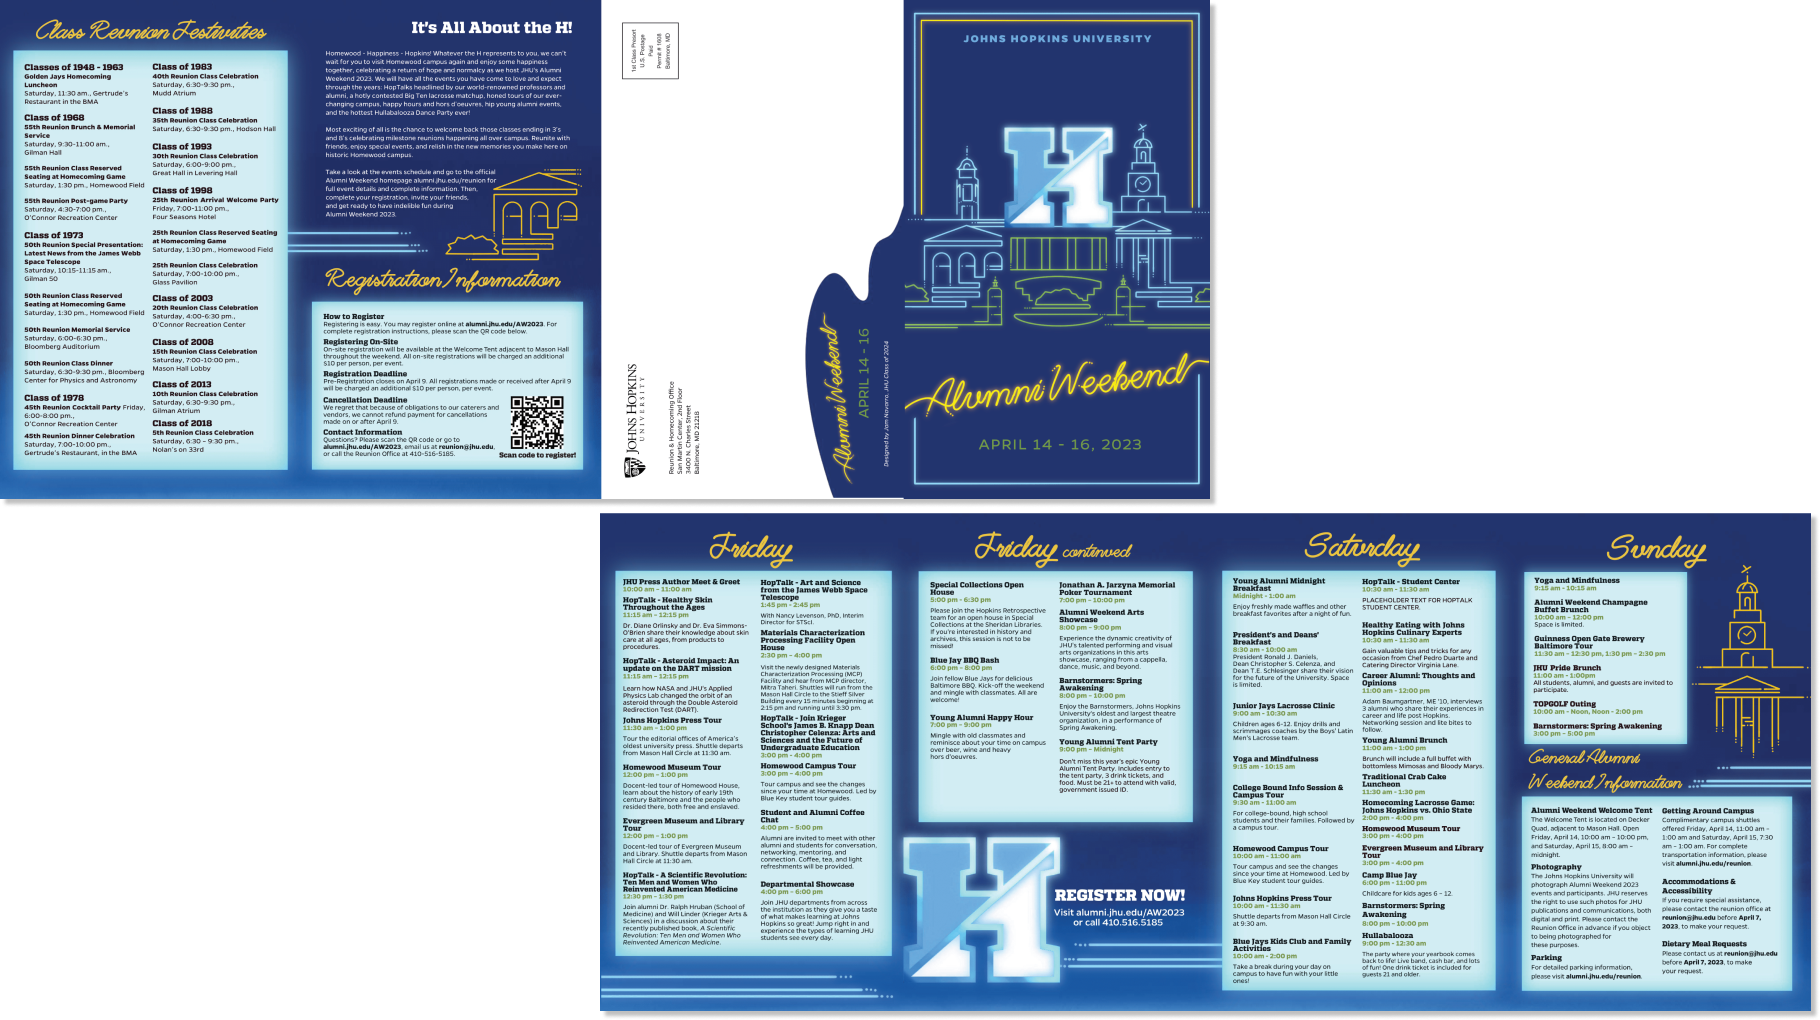 Class Reunion Festivities
Classes of 1948 - 1963
Golden Jays Homecoming
Luncheon
Saturday, 11:30 am., Gertrude's
Restaurant in the BMA
Class of 1968
55th Reunion Brunch & Memorial
Service
Saturday, 9:30-11:00 am.,
Gilman Hall
55th Reunion Class Reserved
Seating at Homecoming Game
Saturday, 1:30 pm., Homewood Field
55th Reunion Post-game Party
Saturday, 4:30-7:00 pm.,
O'Connor Recreation Center
Class of 1973
50th Reunion Special Presentation:
Latest News from the James Webb
Space Telescope
Saturday, 10:15-11:15 am.,
Gilman 50
50th Reunion Class Reserved
Seating at Homecoming Game
Saturday, 1:30 pm., Homewood Field
50th Reunion Memorial Service
Saturday, 6:00-6:30 pm.,
Bloomberg Auditorium
50th Reunion Class Dinner
Saturday, 6:30-9:30 pm., Bloomberg
Center for Physics and Astronomy
Class of 1978
45th Reunion Cocktail Party Friday,
6:00-8:00 pm.,
O'Connor Recreation Center
45th Reunion Dinner Celebration
Saturday, 7:00-10:00 pm.,
Gertrude's Restaurant, in the BMA
Class of 1983
40th Reunion Class Celebration
Saturday, 6:30-9:30 pm.,
Mudd Atrium
Class of 1988
35th Reunion Class Celebration
Saturday, 6:30-9:30 pm., Hodson Hall
Class of 1993
30th Reunion Class Celebration
Saturday, 6:00-9:00 pm.,
Great Hall in Levering Hall
Class of 1998
25th Reunion Arrival Welcome Party
Friday, 7:00-11:00 pm.,
Four Seasons Hotel
25th Reunion Class Reserved Seating
at Homecoming Game
Saturday, 1:30 pm., Homewood Field
25th Reunion Class Celebration
Saturday, 7:00-10:00 pm.,
Glass Pavilion
Class of 2003
20th Reunion Class Celebration
Saturday, 4:00-6:30 pm.,
O'Connor Recreation Center
Class of 2008
15th Reunion Class Celebration
Saturday, 7:00-10:00 pm.,
Mason Hall Lobby
Class of 2013
10th Reunion Class Celebration
Saturday, 6:30-9:30 pm.,
Gilman Atrium
Class of 2018
5th Reunion Class Celebration
Saturday, 6:30 – 9:30 pm.,
Nolan's on 33rd
It's All About the H!
Homewood - Happiness - Hopkins! Whatever the H represents to you, we can't
wait for you to visit Homewood campus again and enjoy some happiness
together, celebrating a return of hope and normalcy as we host JHU's Alumni
Weekend 2023. We will have all the events you have come to love and expect
through the years: HopTalks headlined by our world-renowned professors and
alumni, a hotly contested Big Ten lacrosse matchup, honed tours of our ever-
changing campus, happy hours and hors d'oeuvres, hip young alumni events,
and the hottest Hullabalooza Dance Party ever!
Most exciting of all is the chance to welcome back those classes ending in 3's
and 8's celebrating milestone reunions happening all over campus. Reunite with
friends, enjoy special events, and relish in the new memories you make here on
historic Homewood campus.
Take a look at the events schedule and go to the official
Alumni Weekend homepage alumni.jhu.edu/reunion for
full event details and complete information. Then,
complete your registration, invite your friends,
and get ready to have indelible fun during
Alumni Weekend 2023.
Registration Information
How to Register
Registering is easy. You may register online at alumni.jhu.edu/AW2023. For
complete registration instructions, please scan the QR code below.
Registering On-Site
On-site registration will be available at the Welcome Tent adjacent to Mason Hall
throughout the weekend. All on-site registrations will be charged an additional
$10 per person, per event.
Registration Deadline
Pre-Registration closes on April 9. All registrations made or received after April 9
will be charged an additional $10 per person, per event.
Cancellation Deadline
We regret that because of obligations to our caterers and
vendors, we cannot refund payment for cancellations
made on or after April 9.
Contact Information
Questions? Please scan the QR code or go to
alumni.jhu.edu/AW2023, email us at reunion@jhu.edu,
or call the Reunion Office at 410-516-5185.
Scan code to register!
1st Class Presort
U.S. Postage
Paid
Permit # 1608
Baltimore, MD
JOHNS HOPKINS
UNIVERSITY
Reunion & Homecoming Office
San Martin Center, 2nd Floor
3400 N. Charles Street
Baltimore, MD 21218
Alumni Weekend
APRIL 14 - 16
Designed by Jam Navarro, JHU Class of 2024
JOHNS HOPKINS UNIVERSITY
H
Alumni Weekend
APRIL 14 - 16, 2023
Friday
JHU Press Author Meet & Greet
10:00 am – 11:00 am
HopTalk - Healthy Skin
Throughout the Ages
11:15 am – 12:15 pm
Dr. Diane Orlinsky and Dr. Eva Simmons-
O'Brien share their knowledge about skin
care at all ages, from products to
procedures.
HopTalk - Asteroid Impact: An
update on the DART mission
11:15 am – 12:15 pm
Learn how NASA and JHU's Applied
Physics Lab changed the orbit of an
asteroid through the Double Asteroid
Redirection Test (DART).
Johns Hopkins Press Tour
11:30 am – 1:00 pm
Tour the editorial offices of America's
oldest university press. Shuttle departs
from Mason Hall Circle at 11:30 am.
Homewood Museum Tour
12:00 pm – 1:00 pm
Docent-led tour of Homewood House,
learn about the history of early 19th
century Baltimore and the people who
resided there, both free and enslaved.
Evergreen Museum and Library
Tour
12:00 pm – 1:00 pm
Docent-led tour of Evergreen Museum
and Library. Shuttle departs from Mason
Hall Circle at 11:30 am.
HopTalk - A Scientific Revolution:
Ten Men and Women Who
Reinvented American Medicine
12:30 pm – 1:30 pm
Join alumni Dr. Ralph Hruban (School of
Medicine) and Will Linder (Krieger Arts &
Sciences) in a discussion about their
recently published book, A Scientific
Revolution: Ten Men and Women Who
Reinvented American Medicine.
HopTalk - Art and Science
from the James Webb Space
Telescope
1:45 pm – 2:45 pm
With Nancy Levenson, PhD, Interim
Director for STScI.
Materials Characterization
Processing Facility Open
House
2:30 pm – 4:00 pm
Visit the newly designed Materials
Characterization Processing (MCP)
Facility and hear from MCP director,
Mitra Taheri. Shuttles will run from the
Mason Hall Circle to the Stieff Silver
Building every 15 minutes beginning at
2:15 pm and running until 3:30 pm.
HopTalk - Join Krieger
School's James B. Knapp Dean
Christopher Celenza: Arts and
Sciences and the Future of
Undergraduate Education
3:00 pm – 4:00 pm
Homewood Campus Tour
3:00 pm – 4:00 pm
Tour campus and see the changes
since your time at Homewood. Led by
Blue Key student tour guides.
Student and Alumni Coffee
Chat
4:00 pm – 5:00 pm
Alumni are invited to meet with other
alumni and students for conversation,
networking, mentoring, and
connection. Coffee, tea, and light
refreshments will be provided.
Departmental Showcase
4:00 pm – 6:00 pm
Join JHU departments from across
the institution as they give you a taste
of what makes learning at Johns
Hopkins so great! Jump right in and
experience the types of learning JHU
students see every day.
Friday continued
Special Collections Open
House
5:00 pm – 6:30 pm
Please join the Hopkins Retrospective
team for an open house in Special
Collections at the Sheridan Libraries.
If you're interested in history and
archives, this session is not to be
missed!
Blue Jay BBQ Bash
6:00 pm – 8:00 pm
Join fellow Blue Jays for delicious
Baltimore BBQ. Kick-off the weekend
and mingle with classmates. All are
welcome!
Young Alumni Happy Hour
7:00 pm – 9:00 pm
Mingle with old classmates and
reminisce about your time on campus
over beer, wine and heavy
hors d'oeuvres.
Jonathan A. Jarzyna Memorial
Poker Tournament
7:00 pm – 10:00 pm
Alumni Weekend Arts
Showcase
8:00 pm – 9:00 pm
Experience the dynamic creativity of
JHU's talented performing and visual
arts organizations in this arts
showcase, ranging from a cappella,
dance, music, and beyond.
Barnstormers: Spring
Awakening
8:00 pm – 10:00 pm
Enjoy the Barnstormers, Johns Hopkins
University's oldest and largest theatre
organization, in a performance of
Spring Awakening.
Young Alumni Tent Party
9:00 pm – Midnight
Don't miss this year's epic Young
Alumni Tent Party. Includes entry to
the tent party, 3 drink tickets, and
food. Must be 21+ to attend with valid,
government issued ID.
H
REGISTER NOW!
Visit alumni.jhu.edu/AW2023
or call 410.516.5185
Saturday
Young Alumni Midnight
Breakfast
Midnight - 1:00 am
Enjoy freshly made waffles and other
breakfast favorites after a night of fun.
President's and Deans'
Breakfast
8:30 am – 10:00 am
President Ronald J. Daniels,
Dean Christopher S. Celenza, and
Dean T.E. Schlesinger share their vision
for the future of the University. Space
is limited.
Junior Jays Lacrosse Clinic
9:00 am – 10:30 am
Children ages 6-12. Enjoy drills and
scrimmages coached by the Boys' Latin
Men's Lacrosse team.
Yoga and Mindfulness
9:15 am – 10:15 am
College Bound Info Session &
Campus Tour
9:30 am – 11:00 am
For college-bound, high school
students and their families. Followed by
a campus tour.
Homewood Campus Tour
10:00 am – 11:00 am
Tour campus and see the changes
since your time at Homewood. Led by
Blue Key student tour guides.
Johns Hopkins Press Tour
10:00 am – 11:30 am
Shuttle departs from Mason Hall Circle
at 9:30 am.
Blue Jays Kids Club and Family
Activities
10:00 am – 2:00 pm
Take a break during your day on
campus to have fun with your little
ones!
HopTalk - Student Center
10:30 am - 11:30 am
PLACEHOLDER TEXT FOR HOPTALK
STUDENT CENTER.
Healthy Eating with Johns
Hopkins Culinary Experts
10:30 am - 11:30 am
Gain valuable tips and tricks for any
occasion from Chef Pedro Duarte and
Catering Director Virginia Lane.
Career Alumni: Thoughts and
Opinions
11:00 am - 12:00 pm
Adam Baumgartner, ME '10, interviews
3 alumni who share their experiences in
career and life post Hopkins.
Networking session and lite bites to
follow.
Young Alumni Brunch
11:00 am - 1:00 pm
Brunch will include a full buffet with
bottomless Mimosas and Bloody Marys.
Traditional Crab Cake
Luncheon
11:30 am - 1:30 pm
Homecoming Lacrosse Game:
Johns Hopkins vs. Ohio State
2:00 pm - 4:00 pm
Homewood Museum Tour
3:00 pm - 4:00 pm
Evergreen Museum and Library
Tour
3:00 pm - 4:00 pm
Camp Blue Jay
6:00 pm - 11:00 pm
Childcare for kids ages 6 – 12.
Barnstormers: Spring
Awakening
8:00 pm – 10:00 pm
Hullabalooza
9:00 pm - 12:30 am
The party where your yearbook comes
back to life! Live band, cash bar, and lots
of fun! One drink ticket is included for
guests 21 and older.
Sunday
Yoga and Mindfulness
9:15 am – 10:15 am
Alumni Weekend Champagne
Buffet Brunch
10:00 am – 12:00 pm
Space is limited.
Guinness Open Gate Brewery
Baltimore Tour
11:30 am – 12:30 pm, 1:30 pm – 2:30 pm
JHU Pride Brunch
11:00 am – 1:00pm
All students, alumni, and guests are invited to
participate.
TOPGOLF Outing
10:00 am - Noon, Noon - 2:00 pm
Barnstormers: Spring Awakening
3:00 pm – 5:00 pm
General Alumni
Weekend Information
Alumni Weekend Welcome Tent
The Welcome Tent is located on Decker
Quad, adjacent to Mason Hall. Open
Friday, April 14, 10:00 am – 10:00 pm,
and Saturday, April 15, 8:00 am –
midnight.
Photography
The Johns Hopkins University will
photograph Alumni Weekend 2023
events and participants. JHU reserves
the right to use such photos for JHU
publications and communications, both
digital and print. Please contact the
Reunion Office in advance if you object
to being photographed for
these purposes.
Parking
For detailed parking information,
please visit alumni.jhu.edu/reunion.
Getting Around Campus
Complimentary campus shuttles
offered Friday, April 14, 11:00 am –
1:00 am and Saturday, April 15, 7:30
am – 1:00 am. For complete
transportation information, please
visit alumni.jhu.edu/reunion.
Accommodations &
Accessibility
If you require special assistance,
please contact the reunion office at
reunion@jhu.edu before April 7,
2023, to make your request.
Dietary Meal Requests
Please contact us at reunion@jhu.edu
before April 7, 2023, to make
your request.